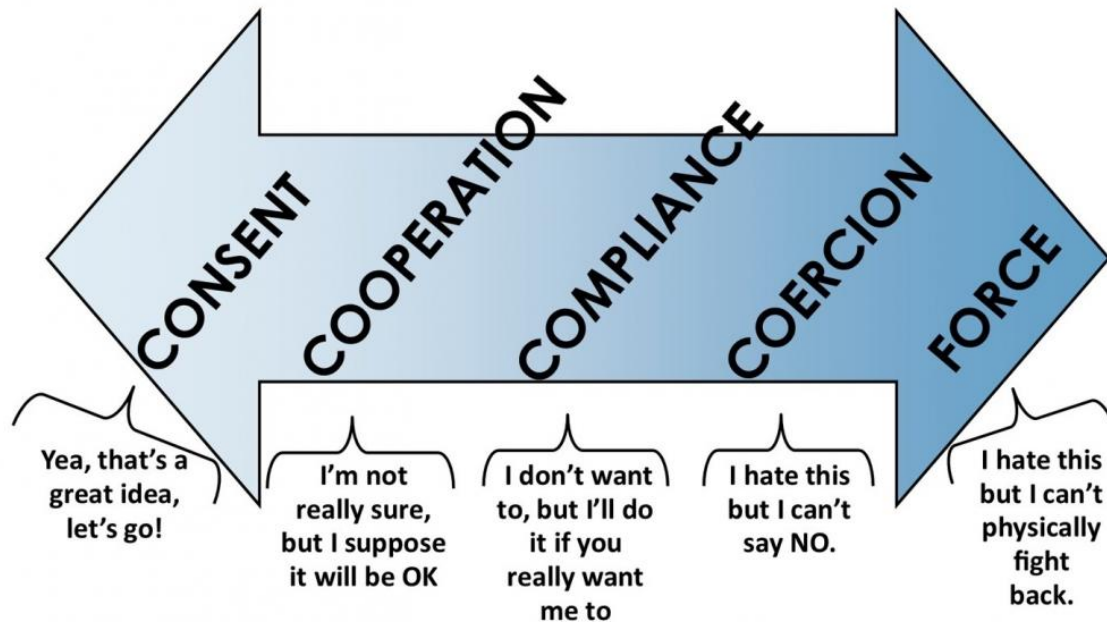 CONSENT
COOPERATION
COMPLIANCE
COERCION
FORCE
Yea, that's a
great idea,
let's go!
I'm not
really sure,
but I suppose
it will be OK
I don't want
to, but I'll do
it if you
really want
me to
I hate this
but I can't
say NO.
I hate this
but I can't
physically
fight
back.